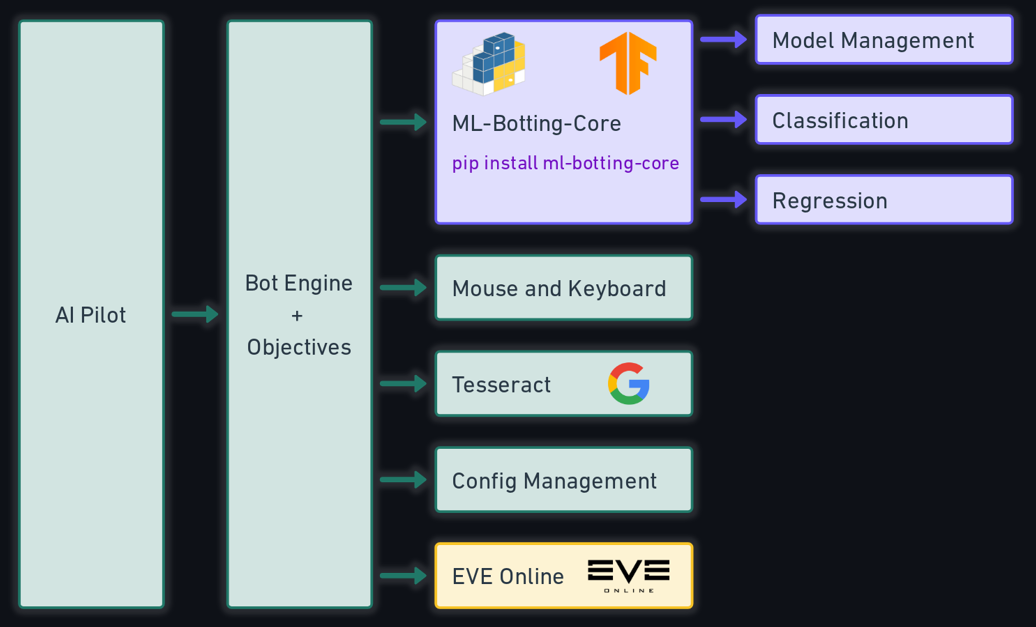 AI Pilot
Bot Engine
+
Objectives
ML-Botting-Core
pip install ml-botting-core
Model Management
Classification
Regression
Mouse and Keyboard
Tesseract
G
Config Management
EVE Online
EVE
ONLINE